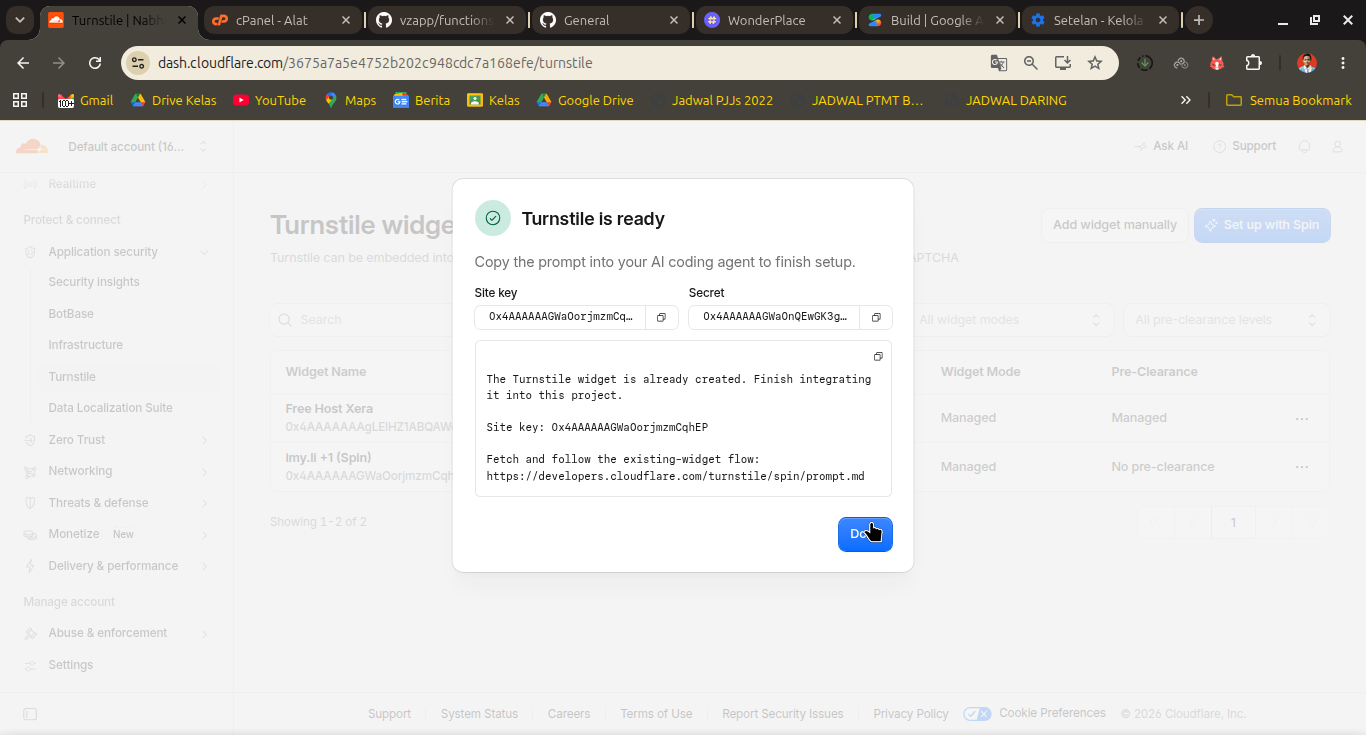 Turnstile | Nabh
cPanel - Alat
vzapp/functions
General
WonderPlace
Build | Google A
Setelan - Kelola
dash.cloudflare.com/3675a7a5e4752b202c948cdc7a168efe/turnstile
Gmail
Drive Kelas
YouTube
Maps
Berita
Kelas
Google Drive
Jadwal PJJs 2022
JADWAL PTMT B...
JADWAL DARING
Semua Bookmark
Default account (16...
Ask AI
Support
Realtime
Protect & connect
Application security
Security insights
BotBase
Infrastructure
Turnstile
Data Localization Suite
Zero Trust
Networking
Threats & defense
Monetize New
Delivery & performance
Manage account
Abuse & enforcement
Settings
Turnstile widge
Add widget manually
Set up with Spin
Turnstile can be embedded into
APTCHA
Search
All widget modes
All pre-clearance levels
Widget Name
Widget Mode
Pre-Clearance
Free Host Xera
Managed
Managed
lmy.li +1 (Spin)
0x4AAAAAAGWaOorjmzmCqh
Managed
No pre-clearance
Showing 1-2 of 2
1
Turnstile is ready
Copy the prompt into your AI coding agent to finish setup.
Site key
Secret
0x4AAAAAAGWaOorjmzmCq…
0x4AAAAAAGWaOnQEwGK3g…
The Turnstile widget is already created. Finish integrating
it into this project.
Site key: 0x4AAAAAAGWaOorjmzmCqhEP
Fetch and follow the existing-widget flow:
https://developers.cloudflare.com/turnstile/spin/prompt.md
Support
System Status
Careers
Terms of Use
Report Security Issues
Privacy Policy
Cookie Preferences
© 2026 Cloudflare, Inc.